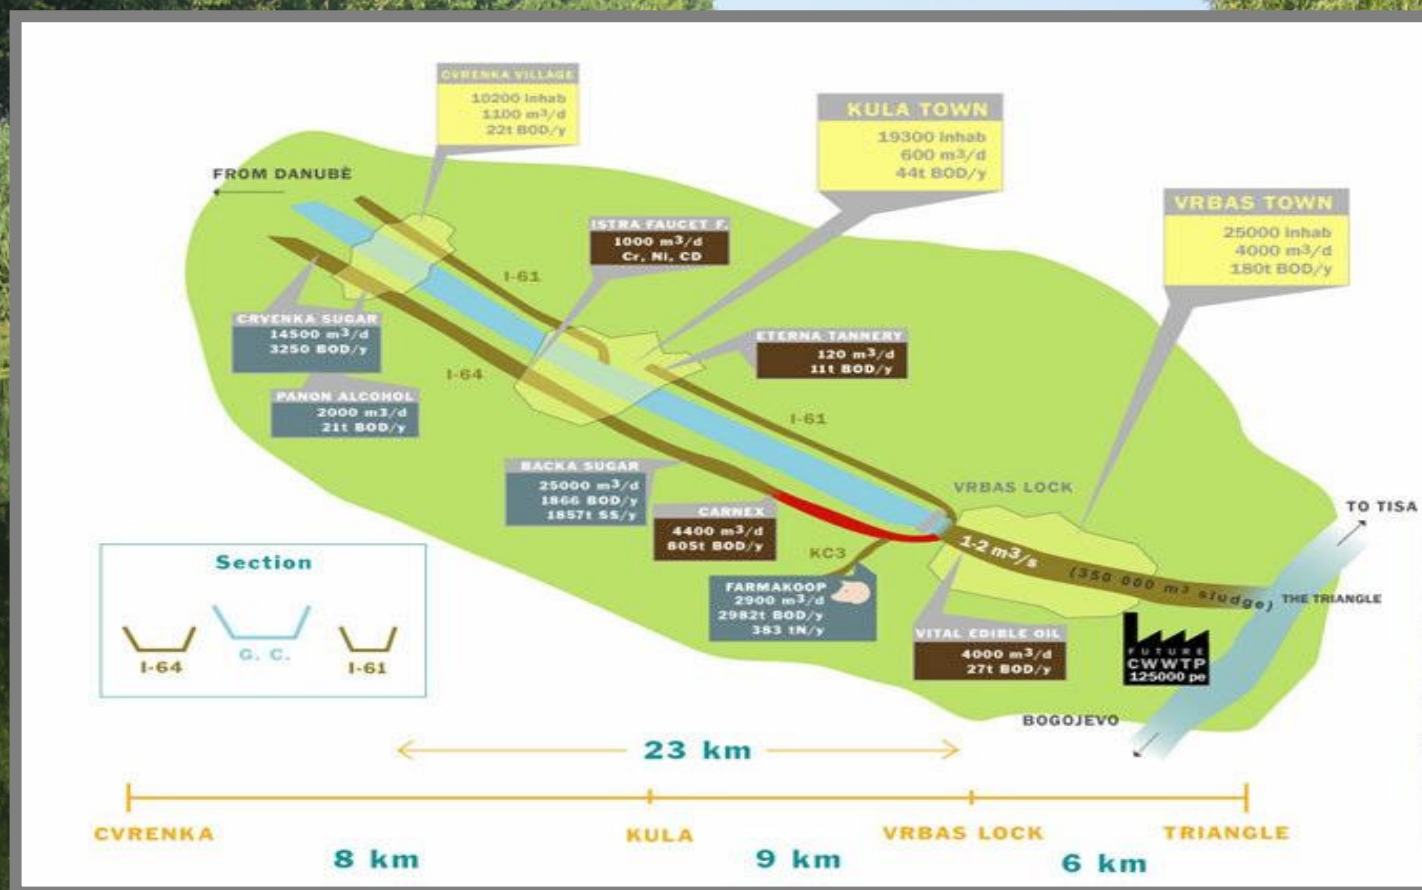 CVRENKA VILLAGE
10200 Inhab
1100 m³/d
22t BOD/y
KULA TOWN
19300 Inhab
600 m³/d
44t BOD/y
FROM DANUBÈ
VRBAS TOWN
25000 Inhab
4000 m³/d
180t BOD/y
ISTRA FAUCET F.
1000 m³/d
Cr, Ni, CD
I-61
CRVENKA SUGAR
14500 m³/d
3250 BOD/y
ETERNA TANNERY
120 m³/d
11t BOD/y
I-64
PANON ALCOHOL
2000 m3/d
21t BOD/y
I-61
BACKA SUGAR
25000 m³/d
1866 BOD/y
1857t SS/y
VRBAS LOCK
CARNEX
4400 m³/d
805t BOD/y
TO TISA
KC3
1-2 m³/s
(350 000 m³ sludge)
THE TRIANGLE
FARMAKOOP
2900 m³/d
2982t BOD/y
383 tN/y
VITAL EDIBLE OIL
4000 m³/d
27t BOD/y
FUTURE
CWWTP
125000 pe
Section
I-64
G. C.
I-61
BOGOJEVO
23 km
CVRENKA
KULA
VRBAS LOCK
TRIANGLE
8 km
9 km
6 km